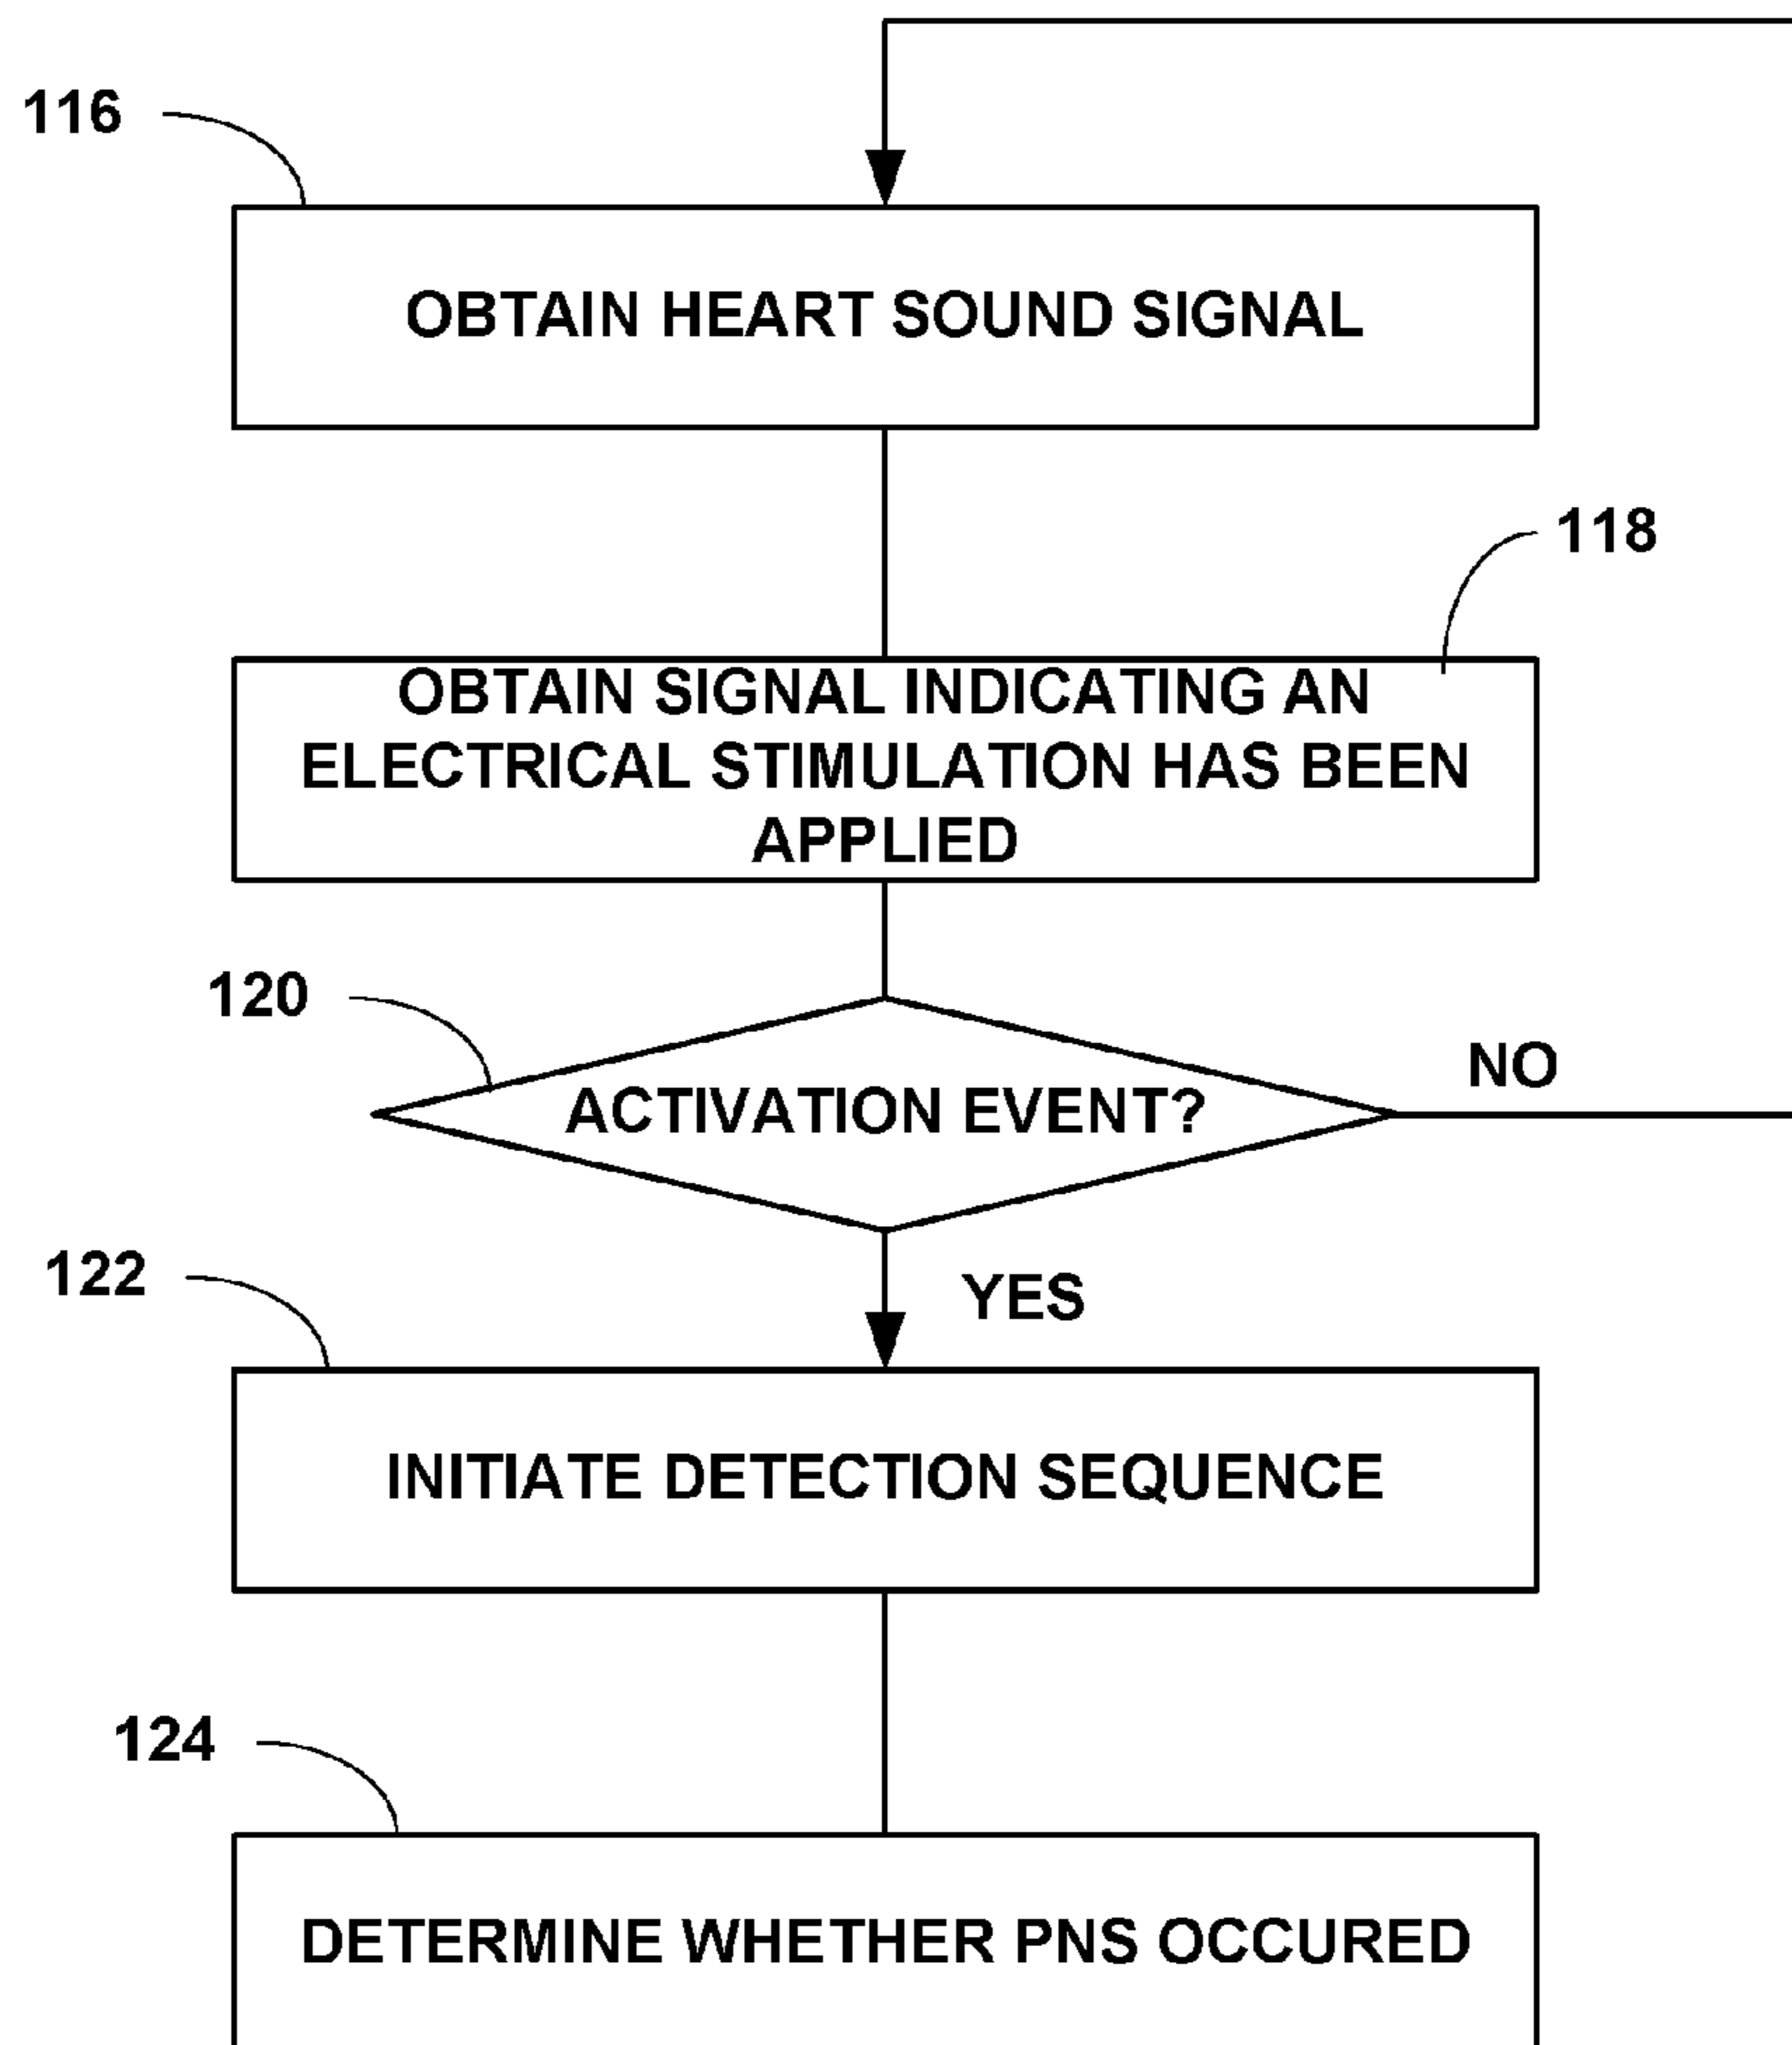 116
OBTAIN HEART SOUND SIGNAL
118
OBTAIN SIGNAL INDICATING AN
ELECTRICAL STIMULATION HAS BEEN
APPLIED
120
ACTIVATION EVENT?
NO
YES
122
INITIATE DETECTION SEQUENCE
124
DETERMINE WHETHER PNS OCCURED